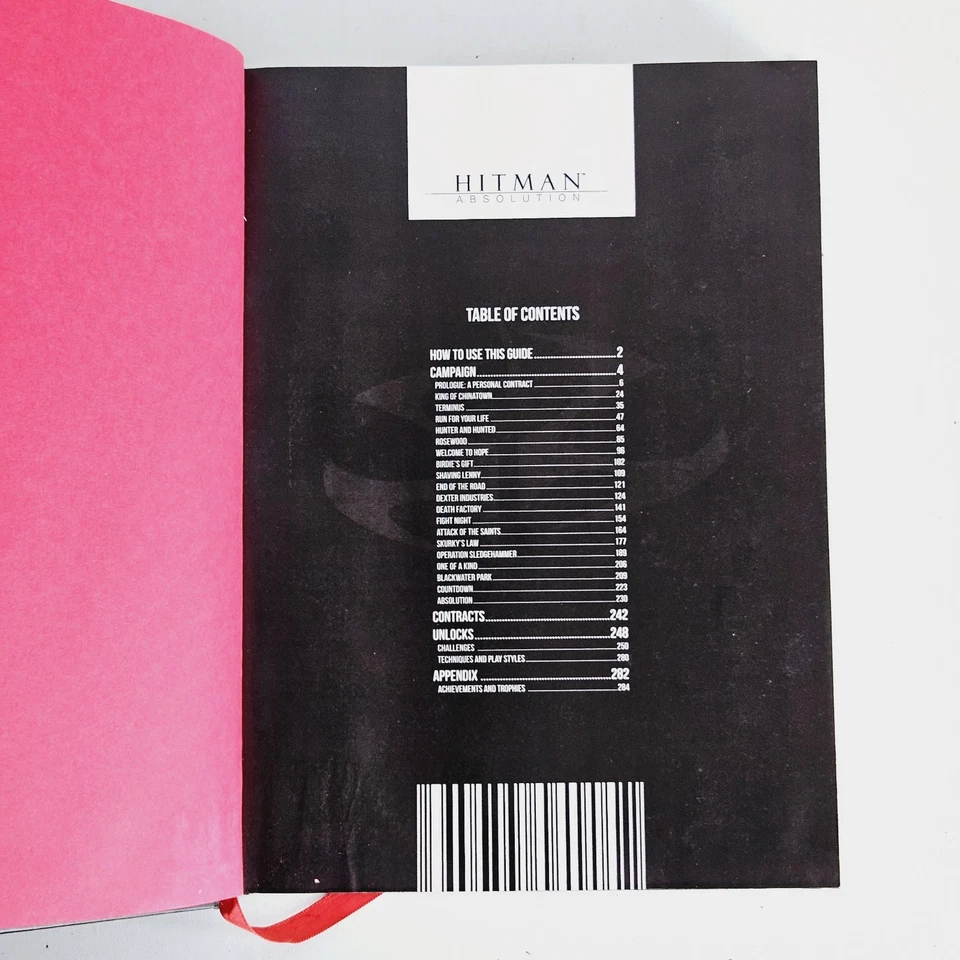 HITMAN™
ABSOLUTION
TABLE OF CONTENTS
HOW TO USE THIS GUIDE 2
CAMPAIGN 4
PROLOGUE: A PERSONAL CONTRACT 6
KING OF CHINATOWN 24
TERMINUS 35
RUN FOR YOUR LIFE 47
HUNTER AND HUNTED 64
ROSEWOOD 85
WELCOME TO HOPE 96
BIRDIE'S GIFT 102
SHAVING LENNY 109
END OF THE ROAD 121
DEXTER INDUSTRIES 124
DEATH FACTORY 141
FIGHT NIGHT 154
ATTACK OF THE SAINTS 164
SKURKY'S LAW 177
OPERATION SLEDGEHAMMER 189
ONE OF A KIND 206
BLACKWATER PARK 209
COUNTDOWN 223
ABSOLUTION 230
CONTRACTS 242
UNLOCKS 248
CHALLENGES 250
TECHNIQUES AND PLAY STYLES 280
APPENDIX 282
ACHIEVEMENTS AND TROPHIES 284